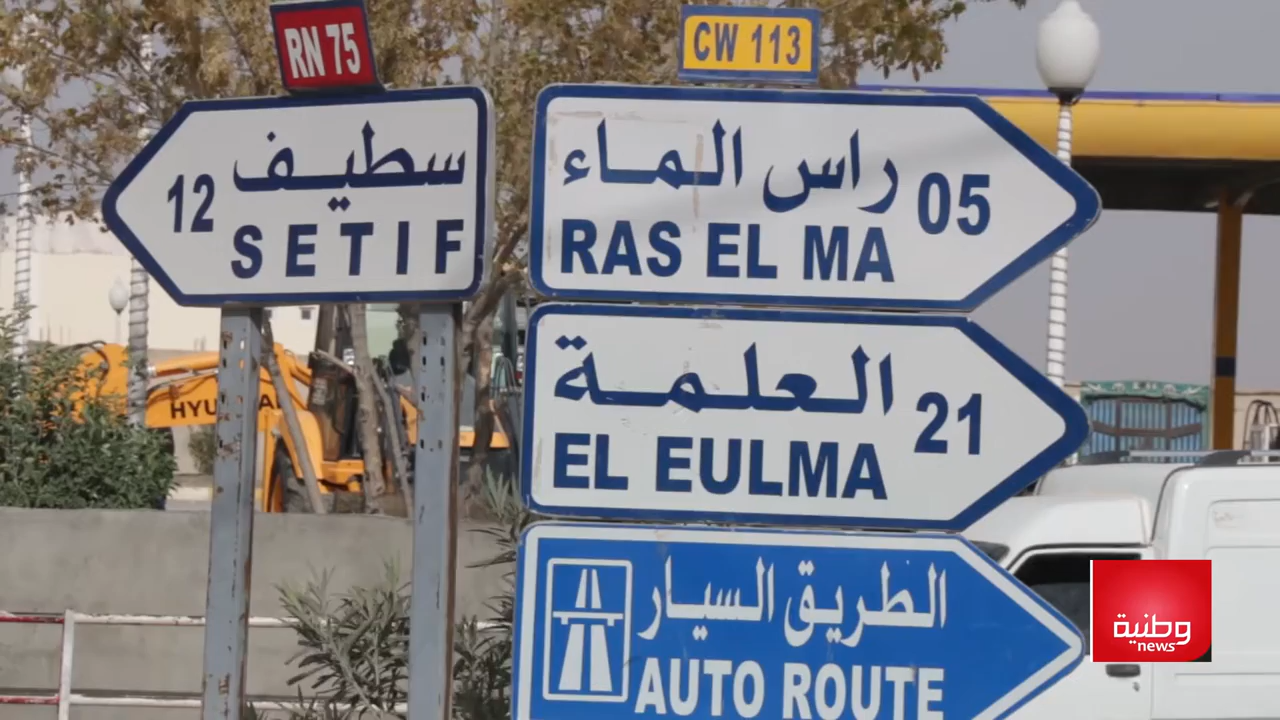 RN 75
12 سطيف
SETIF
CW 113
راس الماء 05
RAS EL MA
العلمة 21
EL EULMA
الطريق السيار
AUTO ROUTE
HYU
وطنية
news